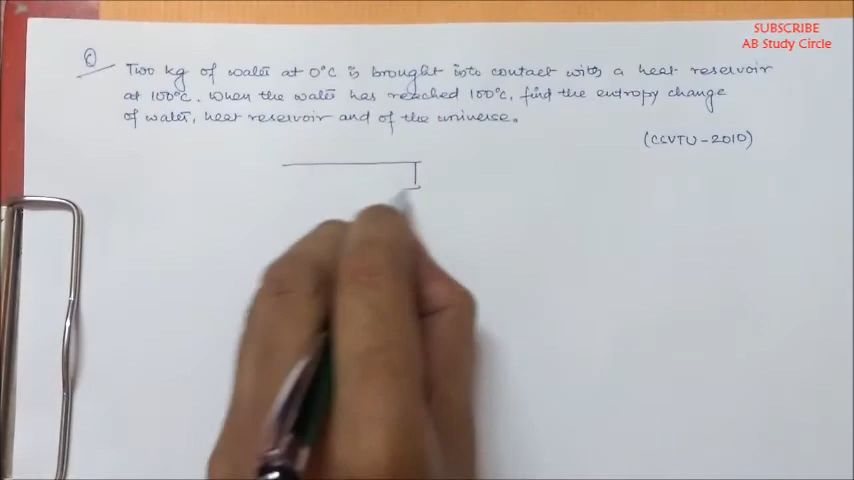 SUBSCRIBE
AB Study Circle
Q
Two kg of water at 0°C is brought into contact with a heat reservoir
at 100°C. When the water has reached 100°C, find the entropy change
of water, heat reservoir and of the universe.
(CCVTU-2010)